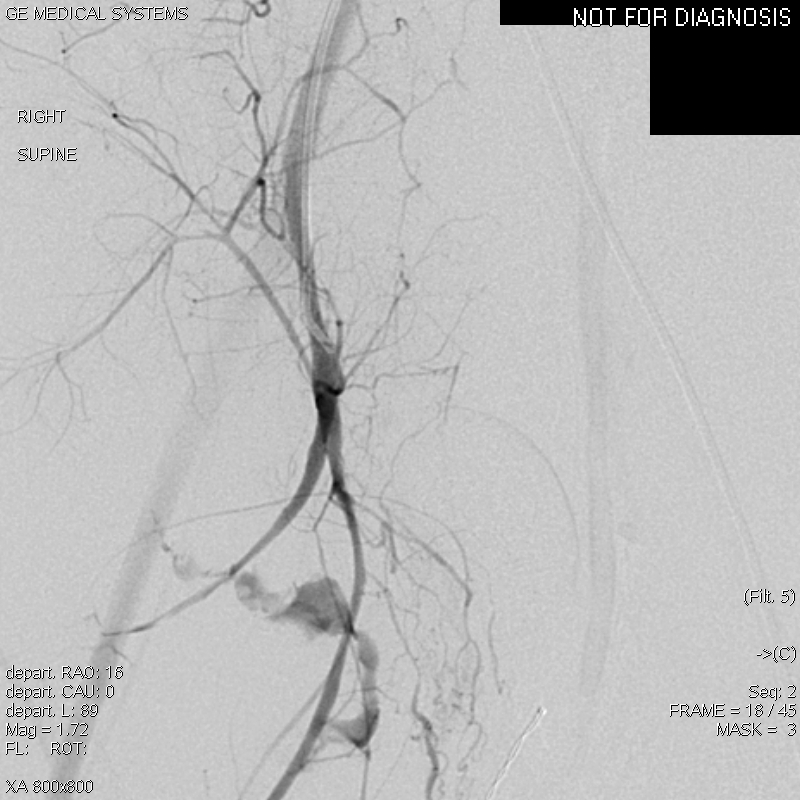 GE MEDICAL SYSTEMS
NOT FOR DIAGNOSIS
RIGHT
SUPINE
(Filt. 5)
->(C)
depart. RAO: 16
depart. CAU: 0
depart. L: 89
Mag = 1.72
FL: ROT:
Seq: 2
FRAME = 18 / 45
MASK = 3
XA 800x800